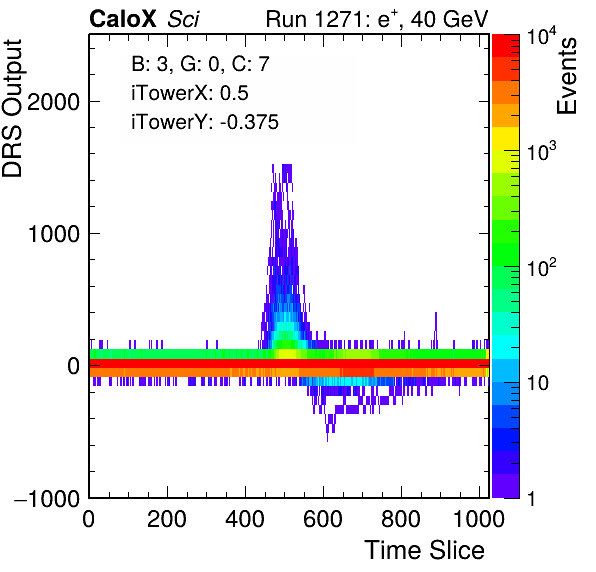 CaloX Sci Run 1271: e⁺, 40 GeV
B: 3, G: 0, C: 7
iTowerX: 0.5
iTowerY: -0.375
DRS Output
2000
1000
0
−1000
0 200 400 600 800 1000
Time Slice
Events
10⁴
10³
10²
10
1